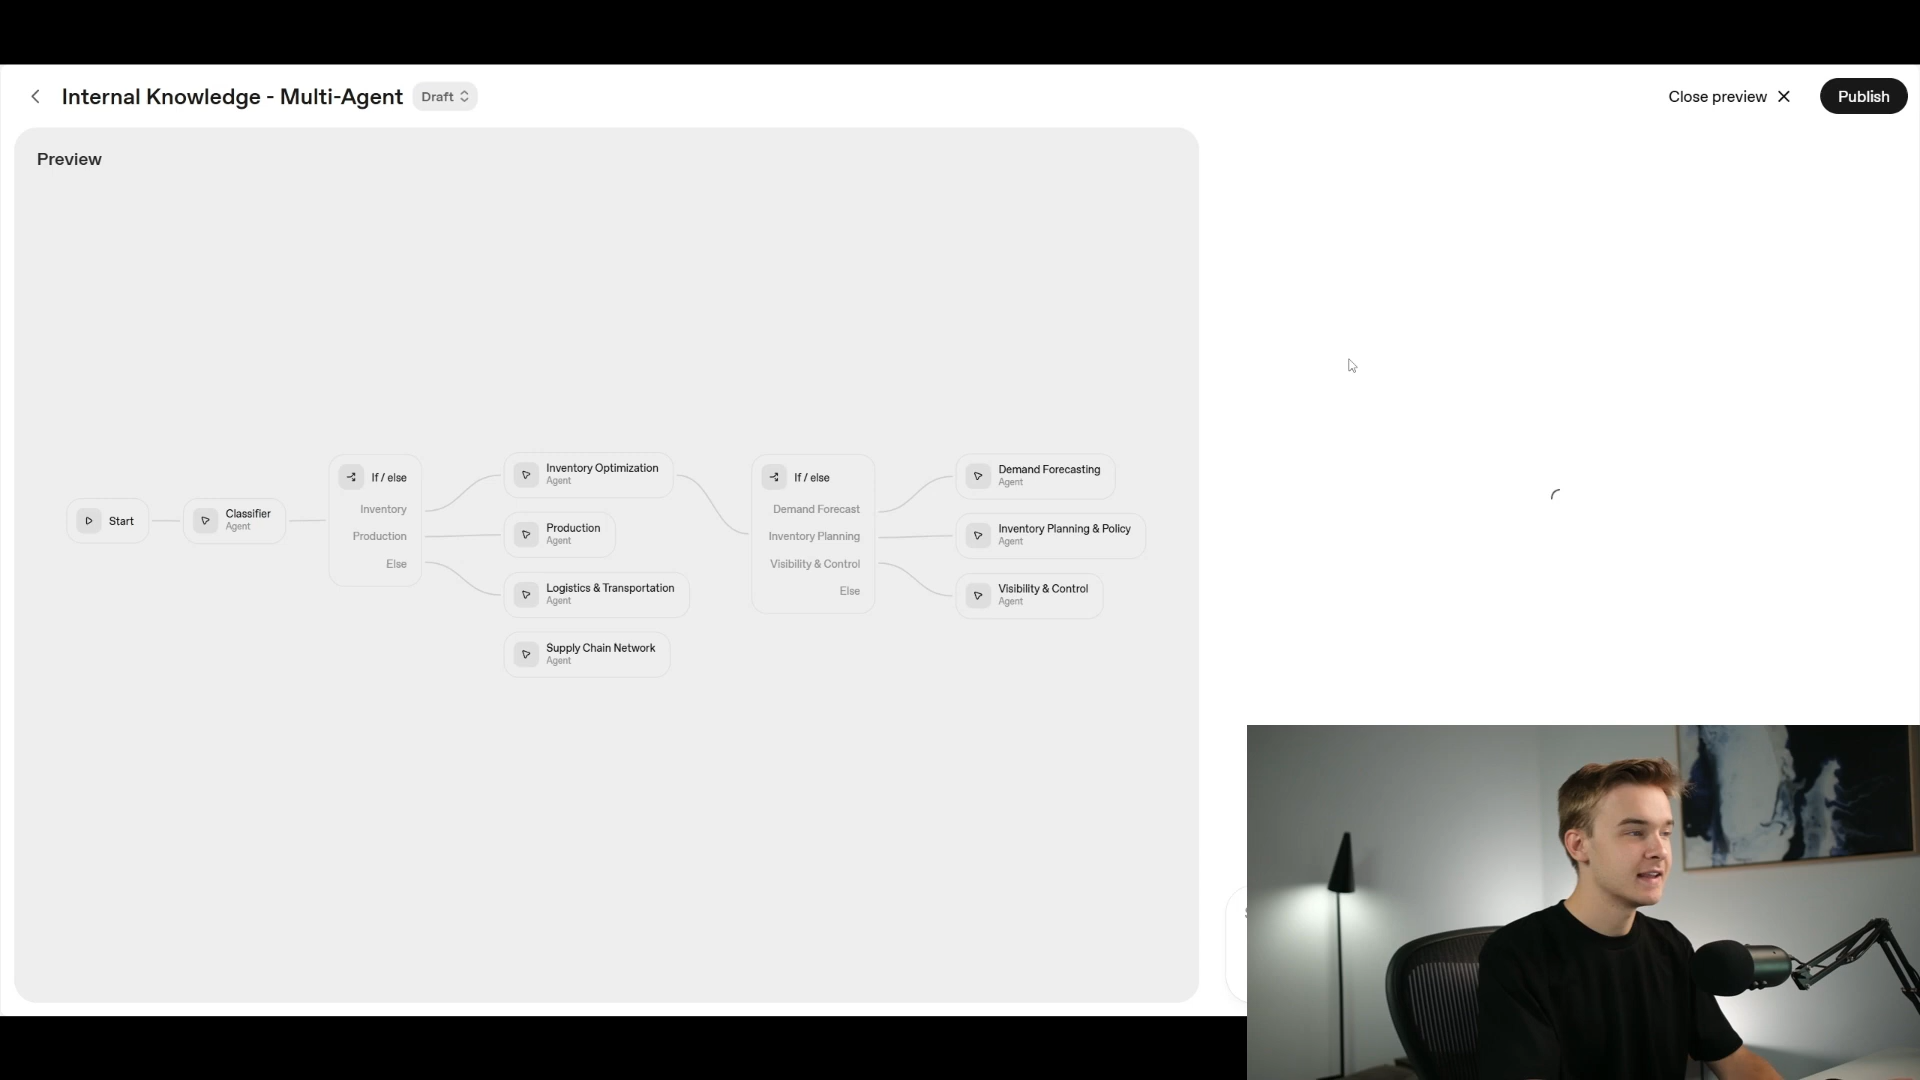 Internal Knowledge - Multi-Agent
Draft
Close preview
Publish
Preview
Start
Classifier
Agent
If / else
Inventory
Production
Else
Inventory Optimization
Agent
Production
Agent
Logistics & Transportation
Agent
Supply Chain Network
Agent
If / else
Demand Forecast
Inventory Planning
Visibility & Control
Else
Demand Forecasting
Agent
Inventory Planning & Policy
Agent
Visibility & Control
Agent